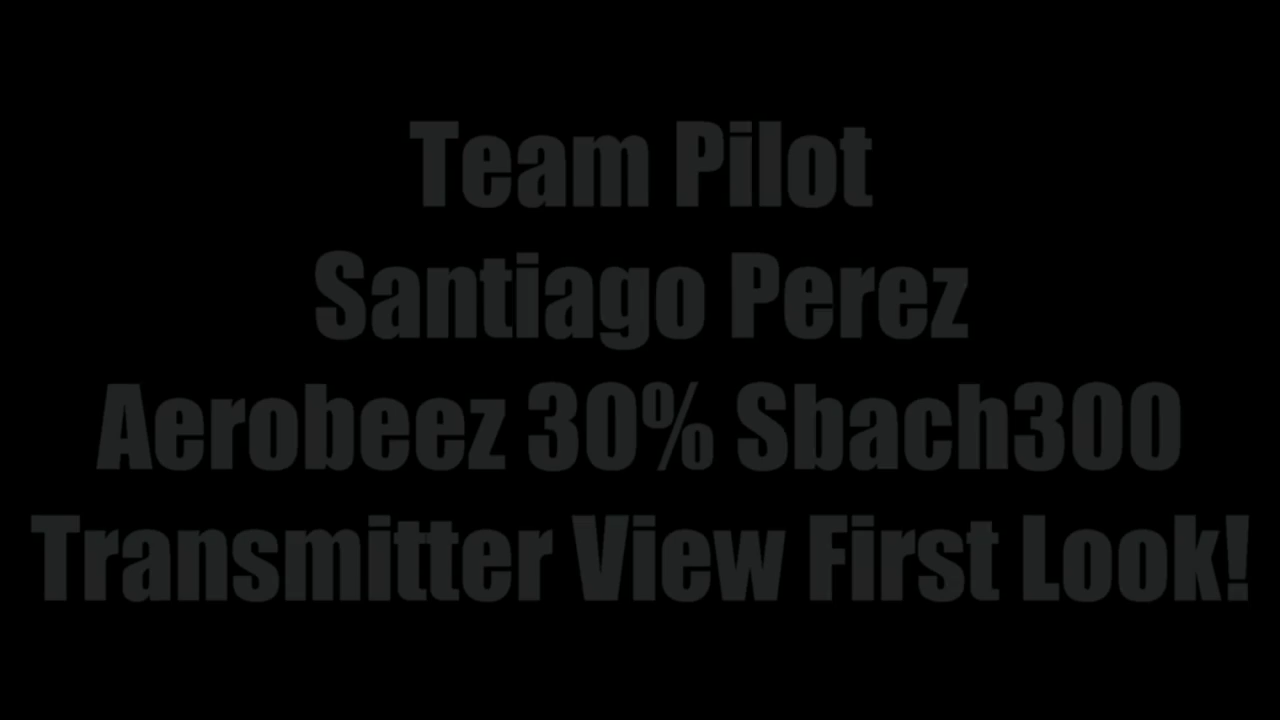 Team Pilot
Santiago Perez
Aerobeez 30% Sbach300
Transmitter View First Look!